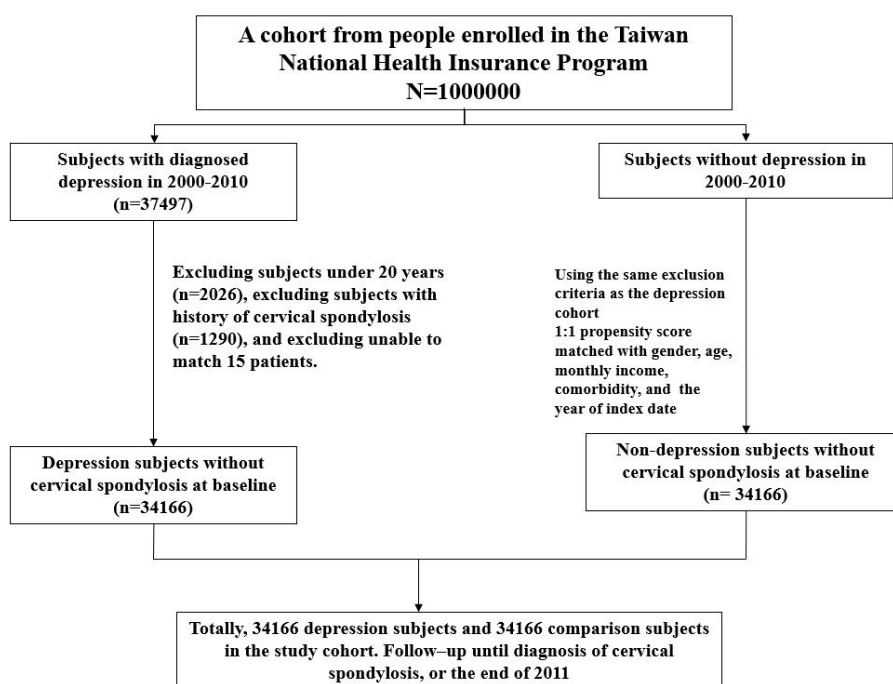 A cohort from people enrolled in the Taiwan
National Health Insurance Program
N=1000000
Subjects with diagnosed
depression in 2000-2010
(n=37497)
Subjects without depression in
2000-2010
Excluding subjects under 20 years
(n=2026), excluding subjects with
history of cervical spondylosis
(n=1290), and excluding unable to
match 15 patients.
Using the same exclusion
criteria as the depression
cohort
1:1 propensity score
matched with gender, age,
monthly income,
comorbidity, and the
year of index date
Depression subjects without
cervical spondylosis at baseline
(n=34166)
Non-depression subjects without
cervical spondylosis at baseline
(n= 34166)
Totally, 34166 depression subjects and 34166 comparison subjects
in the study cohort. Follow–up until diagnosis of cervical
spondylosis, or the end of 2011